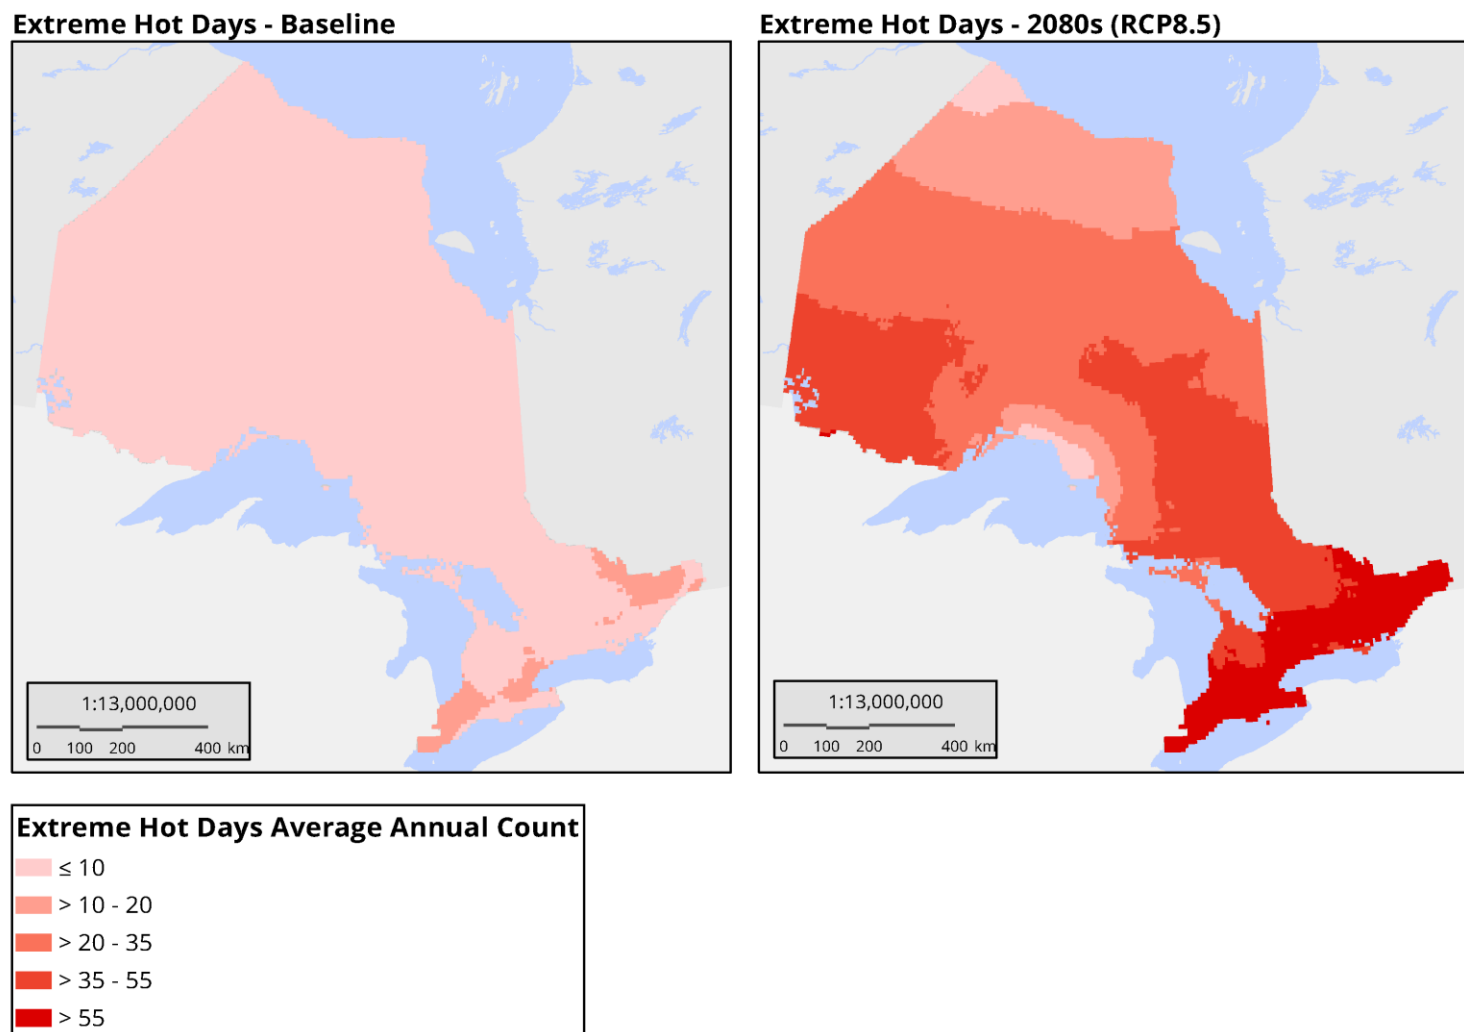 Extreme Hot Days - Baseline
Extreme Hot Days - 2080s (RCP8.5)
1:13,000,000
0 100 200 400 km
1:13,000,000
0 100 200 400 km
Extreme Hot Days Average Annual Count
≤ 10
> 10 - 20
> 20 - 35
> 35 - 55
> 55